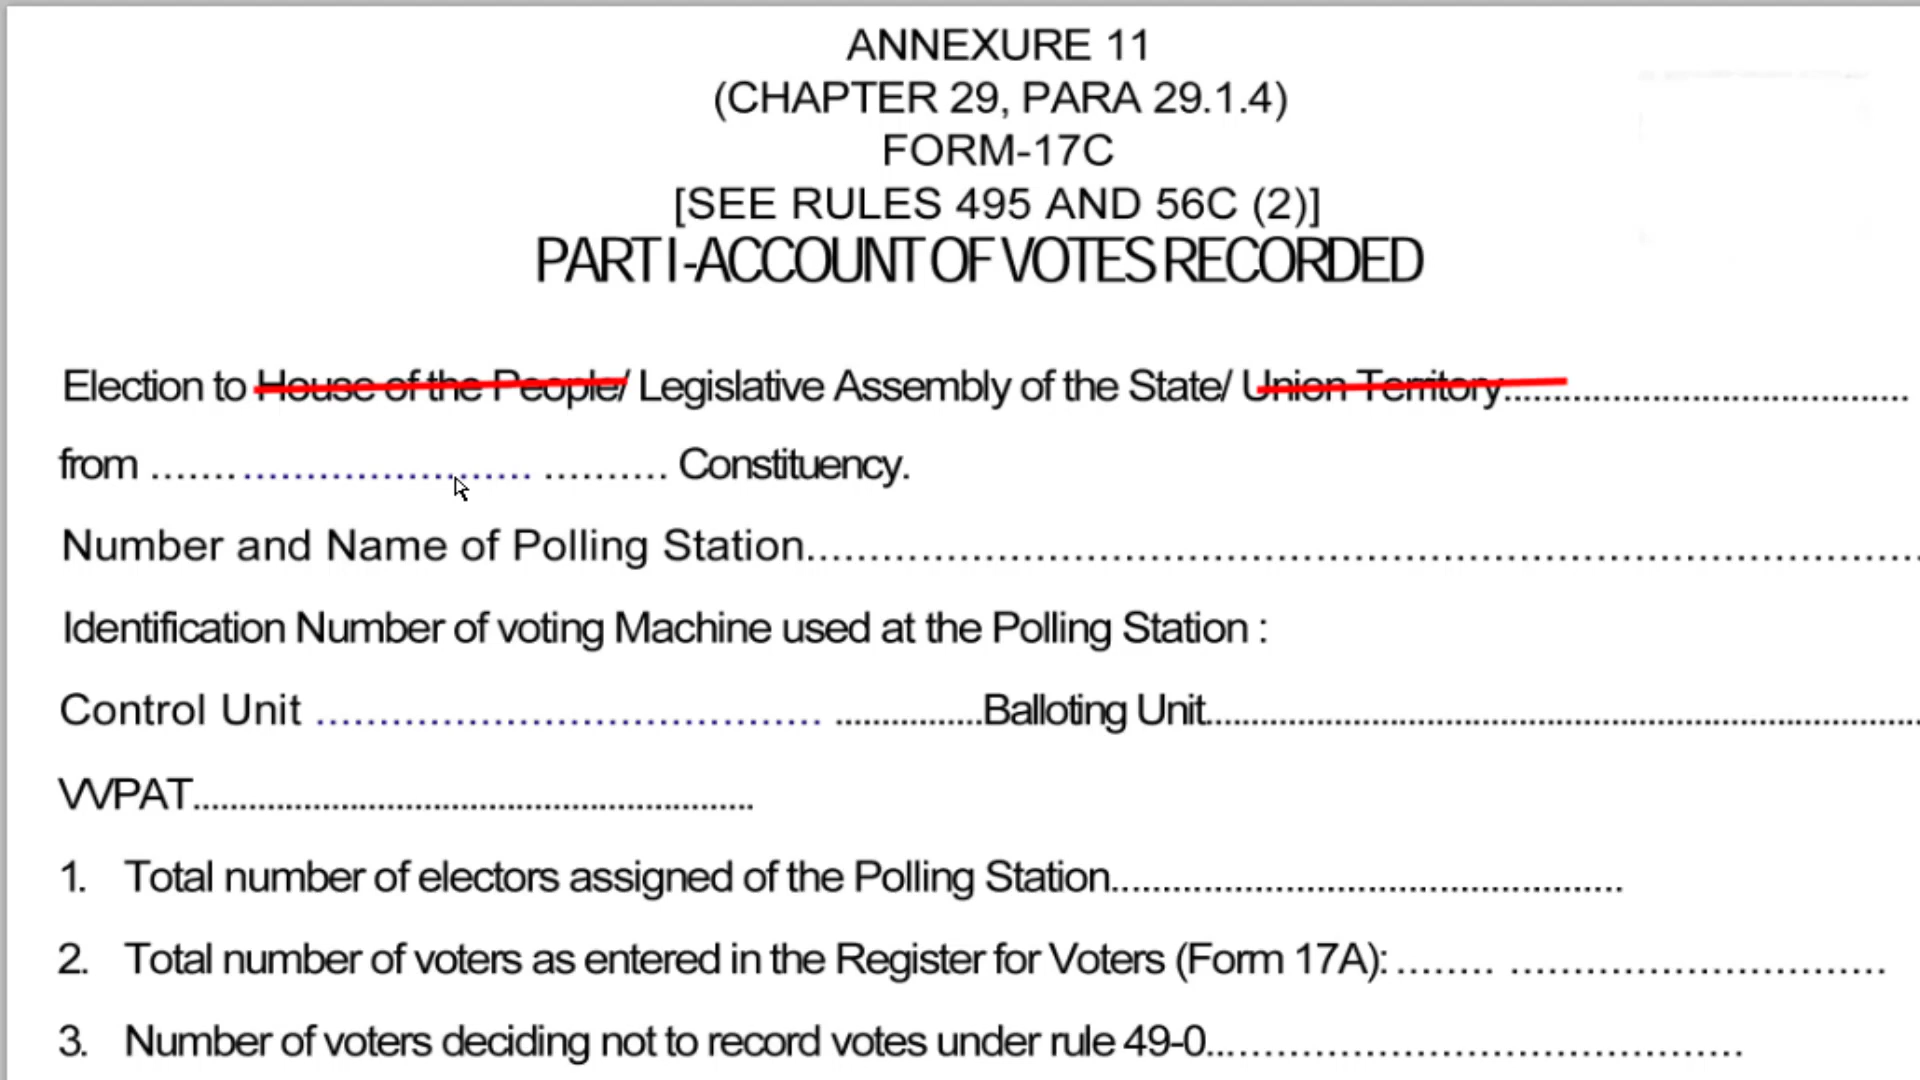 ANNEXURE 11
(CHAPTER 29, PARA 29.1.4)
FORM-17C
[SEE RULES 495 AND 56C (2)]
PART I-ACCOUNT OF VOTES RECORDED
Election to House of the People/ Legislative Assembly of the State/ Union Territory................................................
from ....................................... Constituency.
Number and Name of Polling Station....................................
Identification Number of voting Machine used at the Polling Station :
Control Unit ................................ ................Balloting Unit................................................................
VVPAT.............................................................
1. Total number of electors assigned of the Polling Station..................................................
2. Total number of voters as entered in the Register for Voters (Form 17A): ........ ..............................
3. Number of voters deciding not to record votes under rule 49-0....................................